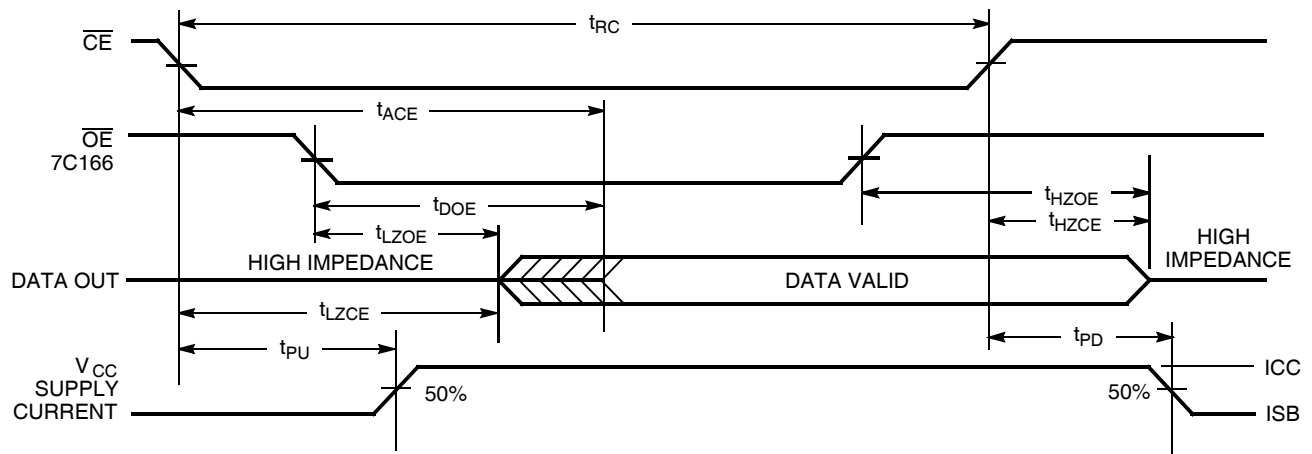 tRC
CE
tACE
OE
7C166
tHZOE
tDOE
tHZCE
tLZOE
HIGH IMPEDANCE
HIGH
IMPEDANCE
DATA OUT
DATA VALID
tLZCE
tPU
tPD
VCC
SUPPLY
CURRENT
50%
50%
ICC
ISB